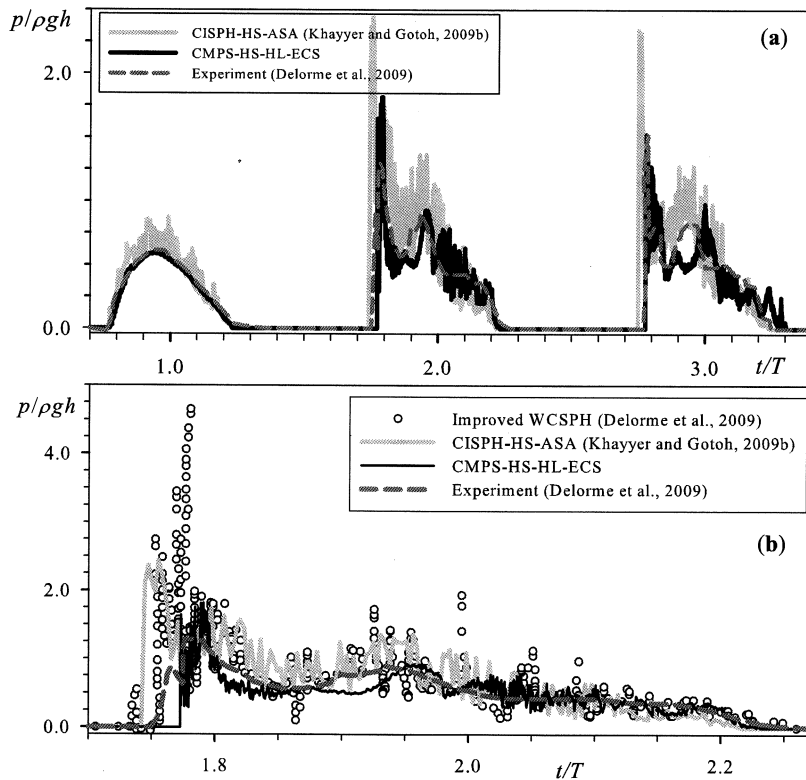 p/ρgh
CISPH-HS-ASA (Khayyer and Gotoh, 2009b)
CMPS-HS-HL-ECS
Experiment (Delorme et al., 2009)
(a)
2.0
0.0
1.0
2.0
3.0
t/T
p/ρgh
Improved WCSPH (Delorme et al., 2009)
CISPH-HS-ASA (Khayyer and Gotoh, 2009b)
CMPS-HS-HL-ECS
Experiment (Delorme et al., 2009)
(b)
4.0
2.0
0.0
1.8
2.0
2.2
t/T